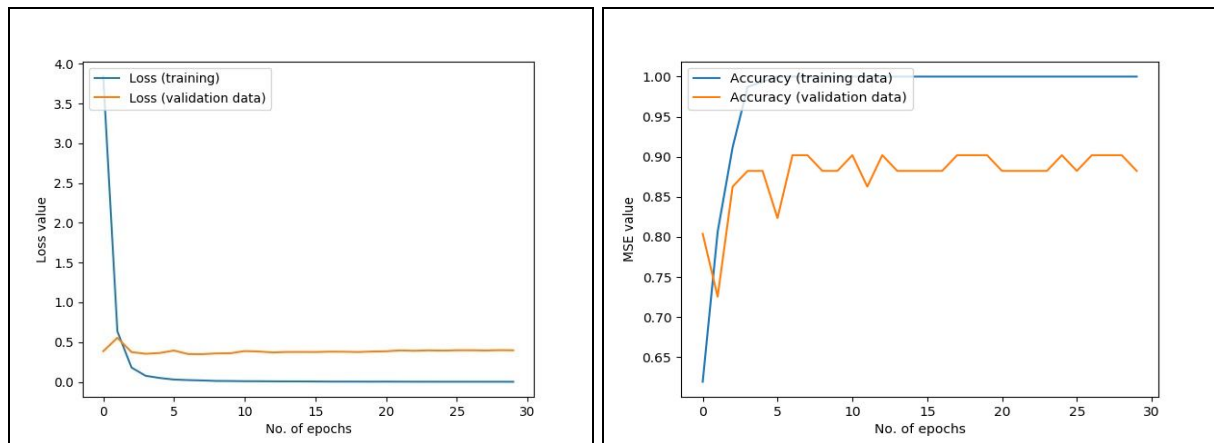 4.0
3.5
3.0
2.5
2.0
1.5
1.0
0.5
0.0
Loss value
Loss (training)
Loss (validation data)
0 5 10 15 20 25 30
No. of epochs
1.00
0.95
0.90
0.85
0.80
0.75
0.70
0.65
MSE value
Accuracy (training data)
Accuracy (validation data)
0 5 10 15 20 25 30
No. of epochs